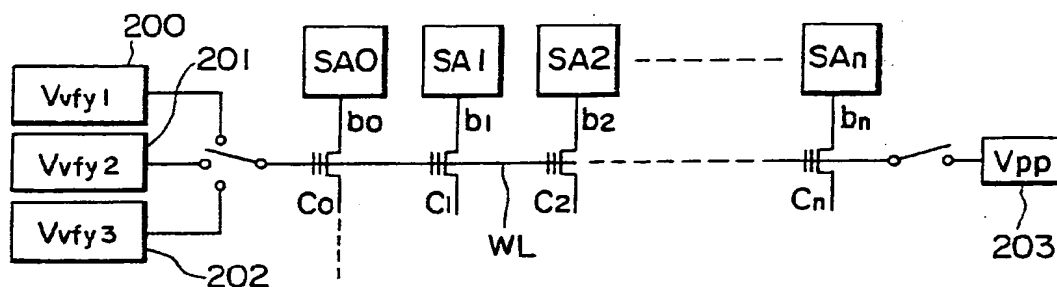 200
201
Vvfy1
Vvfy2
Vvfy3
202
SA0
SA1
SA2
SAn
b0
b1
b2
bn
C0
C1
C2
Cn
WL
Vpp
203